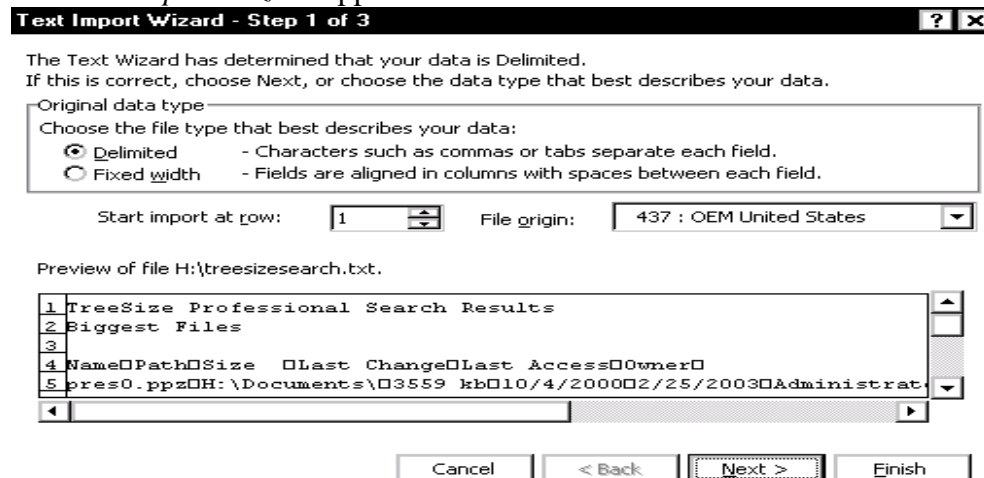 Text Import Wizard - Step 1 of 3
The Text Wizard has determined that your data is Delimited.
If this is correct, choose Next, or choose the data type that best describes your data.
Original data type
Choose the file type that best describes your data:
Delimited - Characters such as commas or tabs separate each field.
Fixed width - Fields are aligned in columns with spaces between each field.
Start import at row: 1 File origin: 437 : OEM United States
Preview of file H:\treesizesearch.txt.
1 TreeSize Professional Search Results
2 Biggest Files
3
4 Name□Path□Size □Last Change□Last Access□Owner□
5 pres0.ppz□H:\Documents\□3559 kb□10/4/2000□2/25/2003□Administrat
Cancel < Back Next > Finish